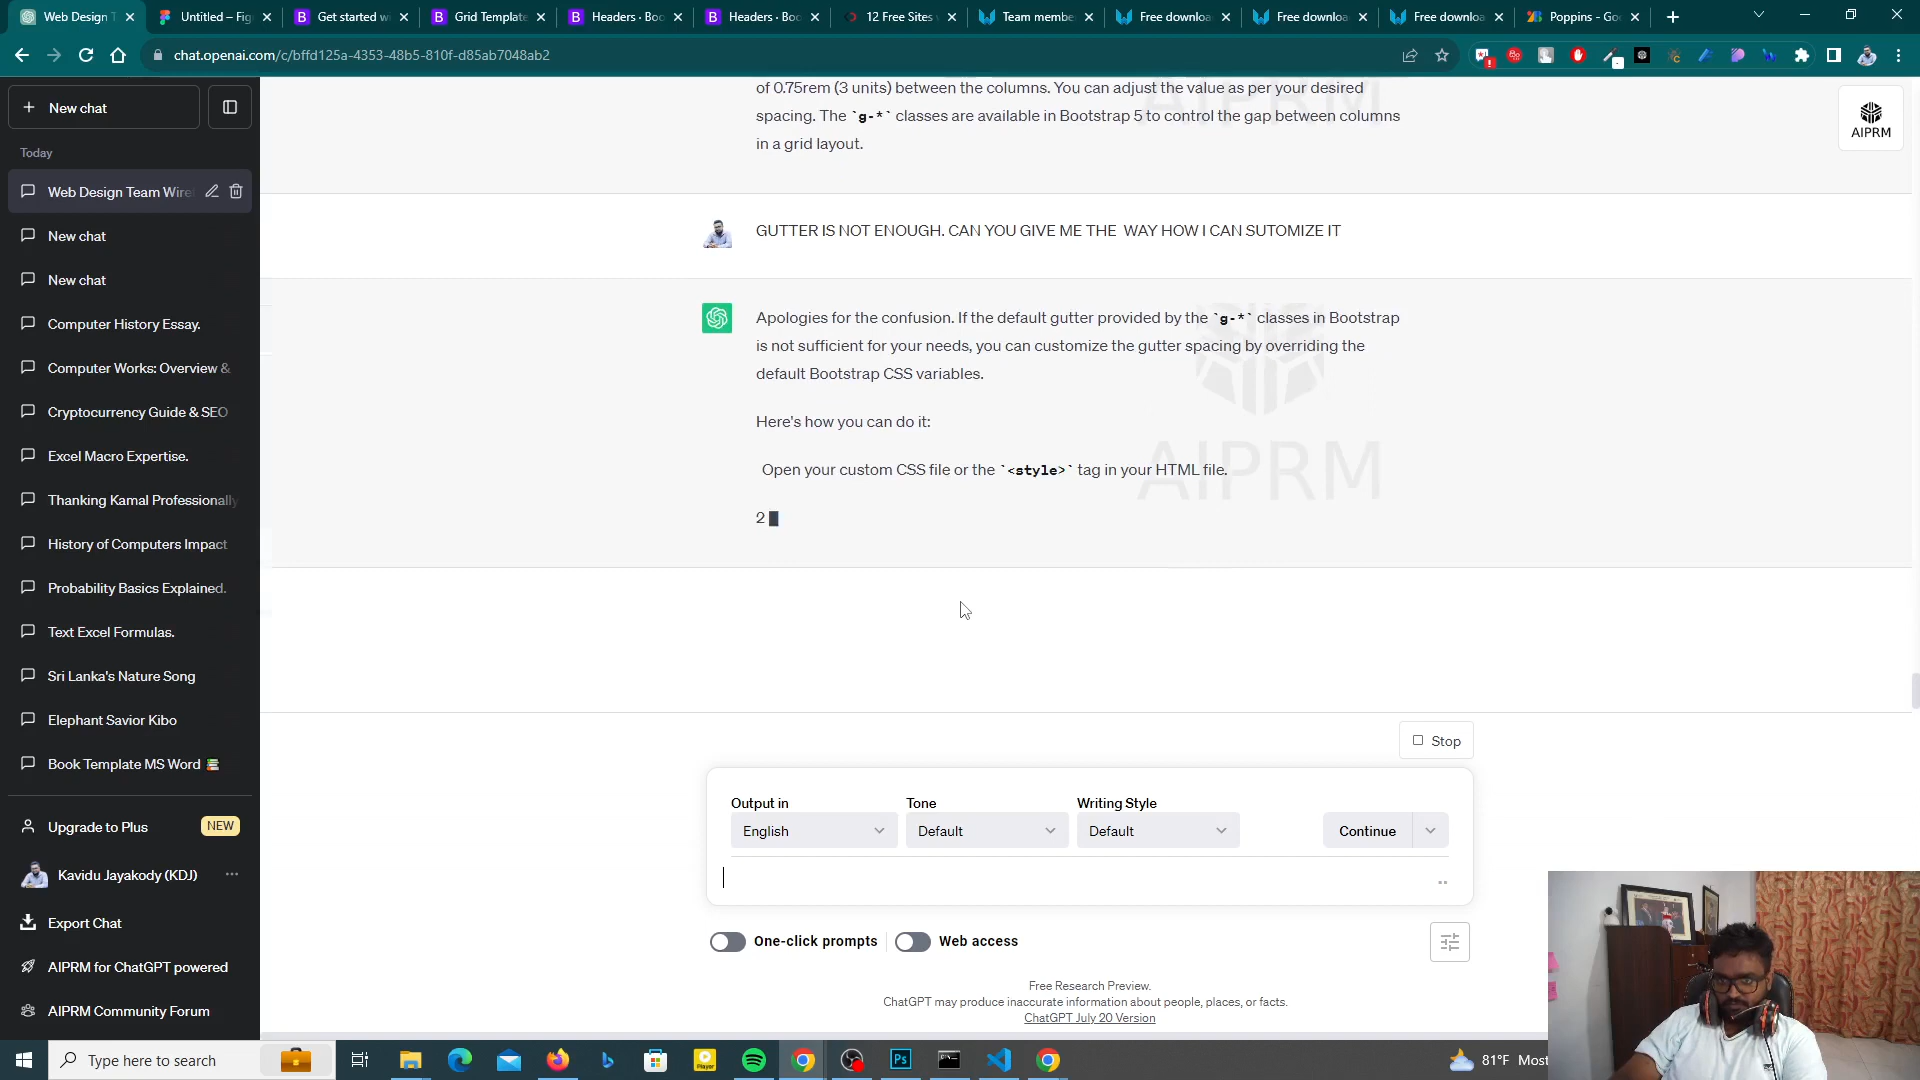 Web Design T
Untitled – Fig
Get started w
Grid Template
Headers · Boo
Headers · Boo
12 Free Sites
Team membe
Free downloa
Free downloa
Free downloa
Poppins - Go
chat.openai.com/c/bffd125a-4353-48b5-810f-d85ab7048ab2
New chat
Today
Web Design Team Wire
New chat
New chat
Computer History Essay.
Computer Works: Overview &
Cryptocurrency Guide & SEO
Excel Macro Expertise.
Thanking Kamal Professionally
History of Computers Impact
Probability Basics Explained.
Text Excel Formulas.
Sri Lanka's Nature Song
Elephant Savior Kibo
Book Template MS Word
Upgrade to Plus
NEW
Kavidu Jayakody (KDJ)
Export Chat
AIPRM for ChatGPT powered
AIPRM Community Forum
of 0.75rem (3 units) between the columns. You can adjust the value as per your desired
spacing. The `g-*` classes are available in Bootstrap 5 to control the gap between columns
in a grid layout.
AIPRM
GUTTER IS NOT ENOUGH. CAN YOU GIVE ME THE WAY HOW I CAN SUTOMIZE IT
Apologies for the confusion. If the default gutter provided by the `g-*` classes in Bootstrap
is not sufficient for your needs, you can customize the gutter spacing by overriding the
default Bootstrap CSS variables.
Here's how you can do it:
Open your custom CSS file or the `<style>` tag in your HTML file.
2
AIPRM
Stop
Output in
Tone
Writing Style
English
Default
Default
Continue
One-click prompts
Web access
Free Research Preview.
ChatGPT may produce inaccurate information about people, places, or facts.
ChatGPT July 20 Version
Type here to search
Ps
81°F Most